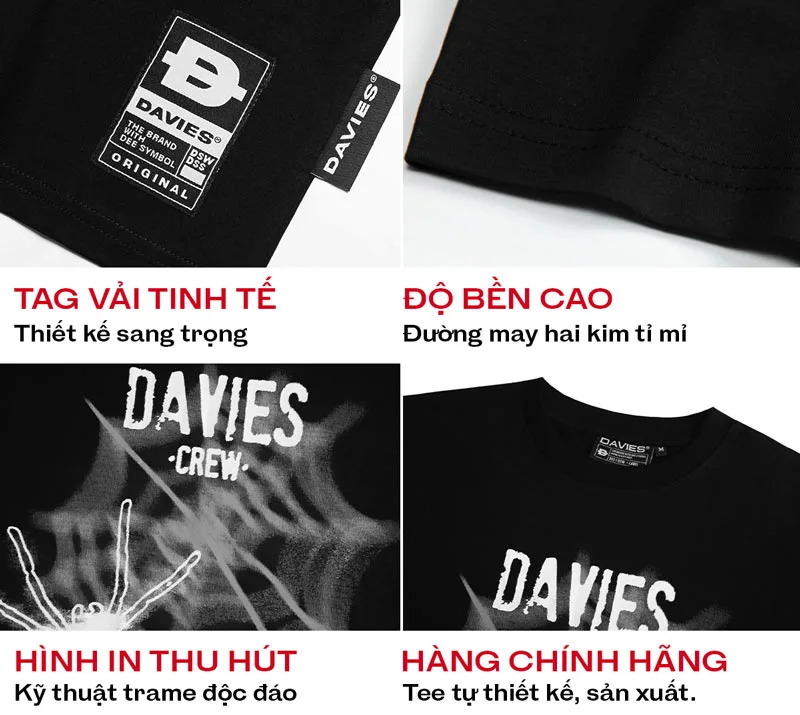 DAVIES®
THE BRAND
WITH
DEE SYMBOL
DSW
DSS
ORIGINAL
DAVIES®
TAG VẢI TINH TẾ
Thiết kế sang trọng
ĐỘ BỀN CAO
Đường may hai kim tỉ mỉ
DAVIES
·CREW·
HÌNH IN THU HÚT
Kỹ thuật trame độc đáo
DAVIES®
DAVIES
HÀNG CHÍNH HÃNG
Tee tự thiết kế, sản xuất.